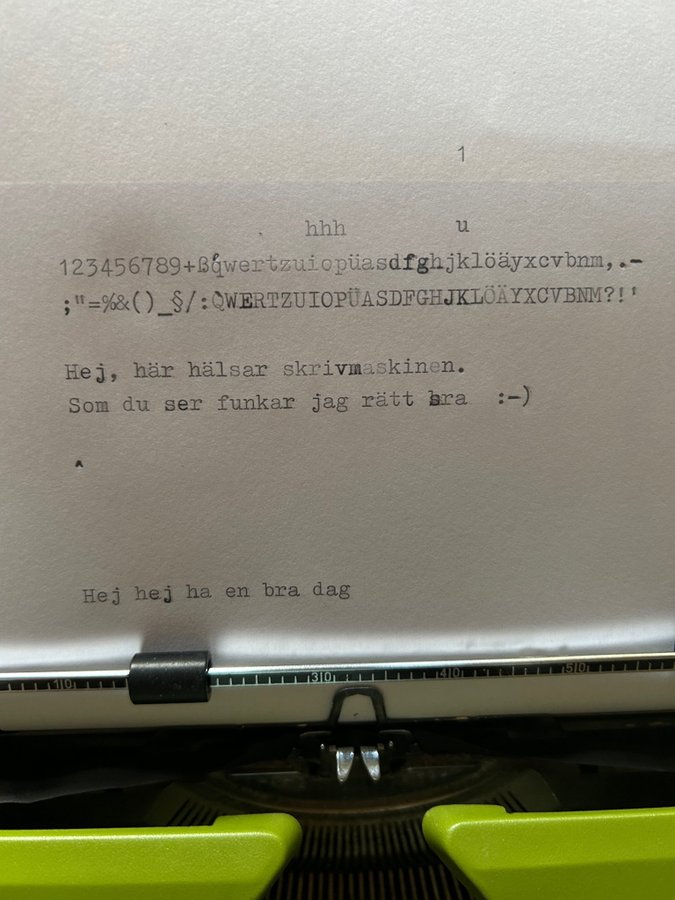 1
hhh u
123456789+ßqwertzuiopüasdfghjklöäyxcvbnm,.-
;"=%&()_§/:QWERTZUIOPÜASDFGHJKLÖÄYXCVBNM?!'
Hej, här hälsar skrivmaskinen.
Som du ser funkar jag rätt bra :-)
^
Hej hej ha en bra dag
10 30 40 50